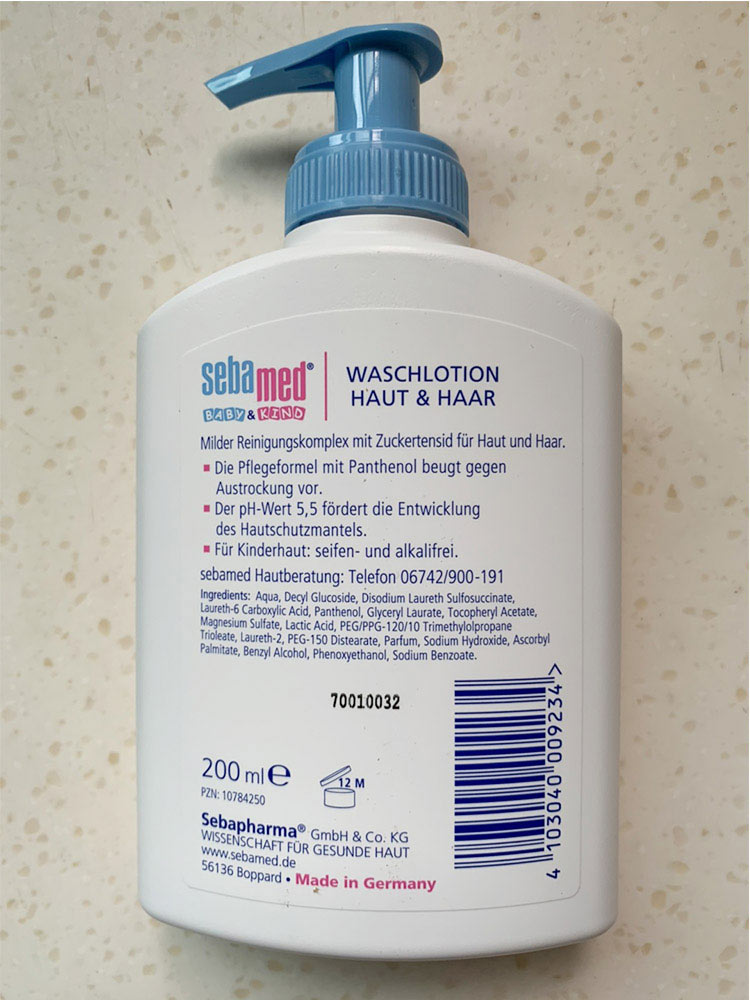 sebamed®
BABY & KIND
WASCHLOTION
HAUT & HAAR
Milder Reinigungskomplex mit Zuckertensid für Haut und Haar.
▪ Die Pflegeformel mit Panthenol beugt gegen
Austrockung vor.
▪ Der pH-Wert 5,5 fördert die Entwicklung
des Hautschutzmantels.
▪ Für Kinderhaut: seifen- und alkalifrei.
sebamed Hautberatung: Telefon 06742/900-191
Ingredients: Aqua, Decyl Glucoside, Disodium Laureth Sulfosuccinate,
Laureth-6 Carboxylic Acid, Panthenol, Glyceryl Laurate, Tocopheryl Acetate,
Magnesium Sulfate, Lactic Acid, PEG/PPG-120/10 Trimethylolpropane
Trioleate, Laureth-2, PEG-150 Distearate, Parfum, Sodium Hydroxide, Ascorbyl
Palmitate, Benzyl Alcohol, Phenoxyethanol, Sodium Benzoate.
70010032
200 ml ℮
12 M
PZN: 10784250
Sebapharma® GmbH & Co. KG
WISSENSCHAFT FÜR GESUNDE HAUT
www.sebamed.de
56136 Boppard • Made in Germany
4 103040 009234 >